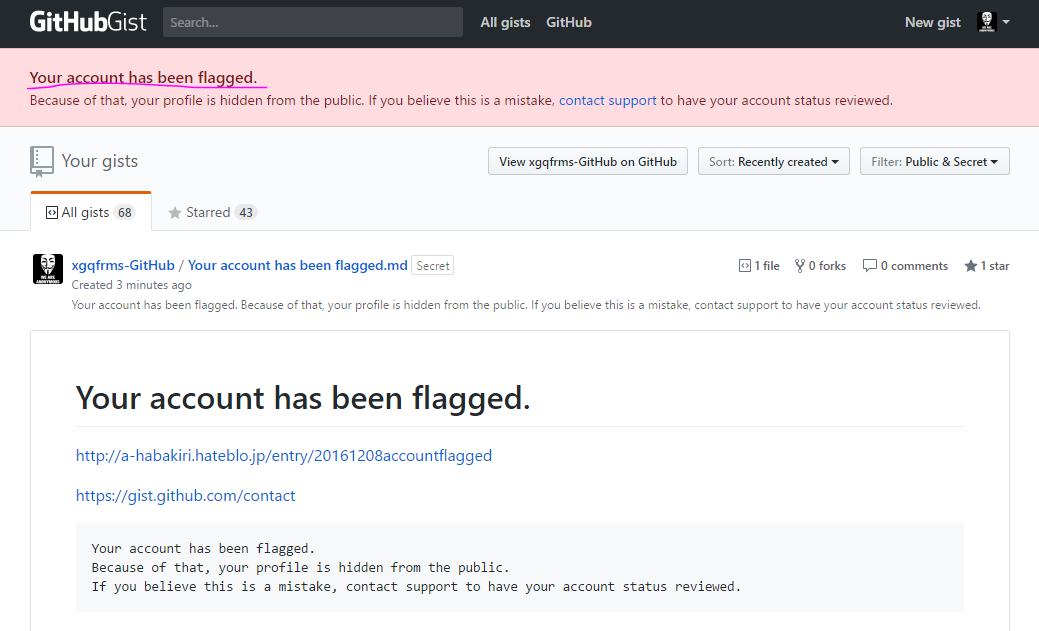 GitHubGist Search... All gists GitHub New gist
Your account has been flagged.
Because of that, your profile is hidden from the public. If you believe this is a mistake, contact support to have your account status reviewed.
Your gists View xgqfrms-GitHub on GitHub Sort: Recently created Filter: Public & Secret
All gists 68 Starred 43
xgqfrms-GitHub / Your account has been flagged.md Secret 1 file 0 forks 0 comments 1 star
Created 3 minutes ago
Your account has been flagged. Because of that, your profile is hidden from the public. If you believe this is a mistake, contact support to have your account status reviewed.
Your account has been flagged.
http://a-habakiri.hateblo.jp/entry/20161208accountflagged
https://gist.github.com/contact
Your account has been flagged.
Because of that, your profile is hidden from the public.
If you believe this is a mistake, contact support to have your account status reviewed.